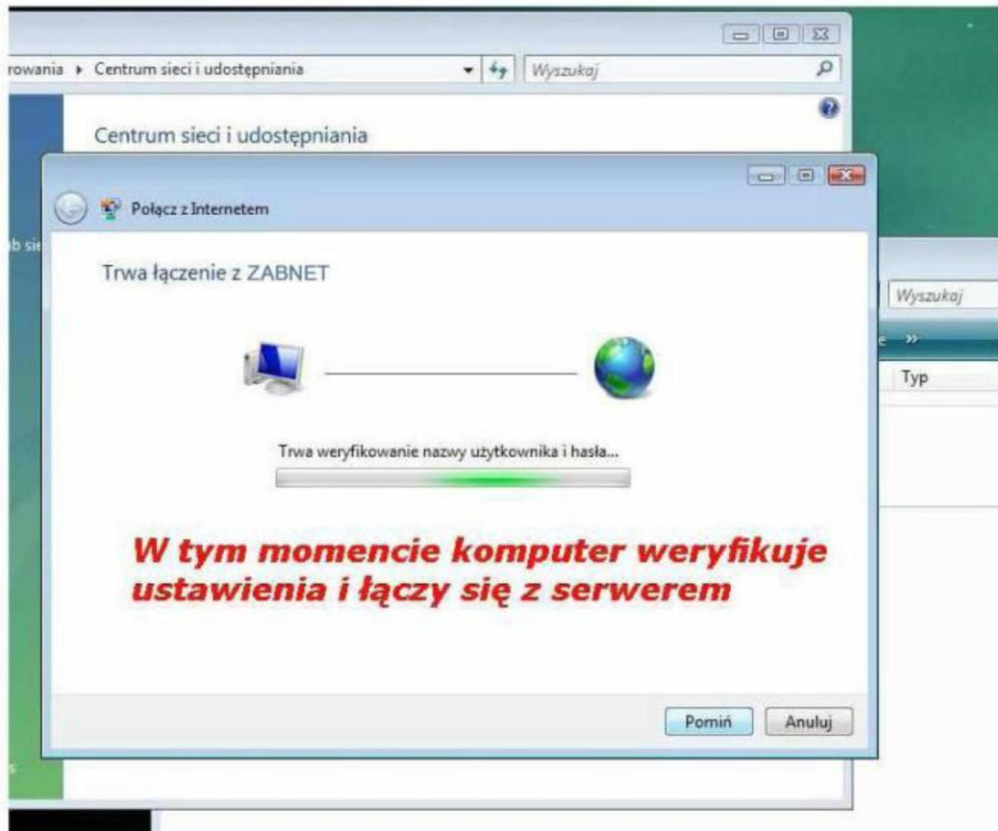 rowania ▸ Centrum sieci i udostępniania
Wyszukaj
Centrum sieci i udostępniania
Połącz z Internetem
Trwa łączenie z ZABNET
Wyszukaj
Typ
Trwa weryfikowanie nazwy użytkownika i hasła...
W tym momencie komputer weryfikuje
ustawienia i łączy się z serwerem
Pomiń
Anuluj